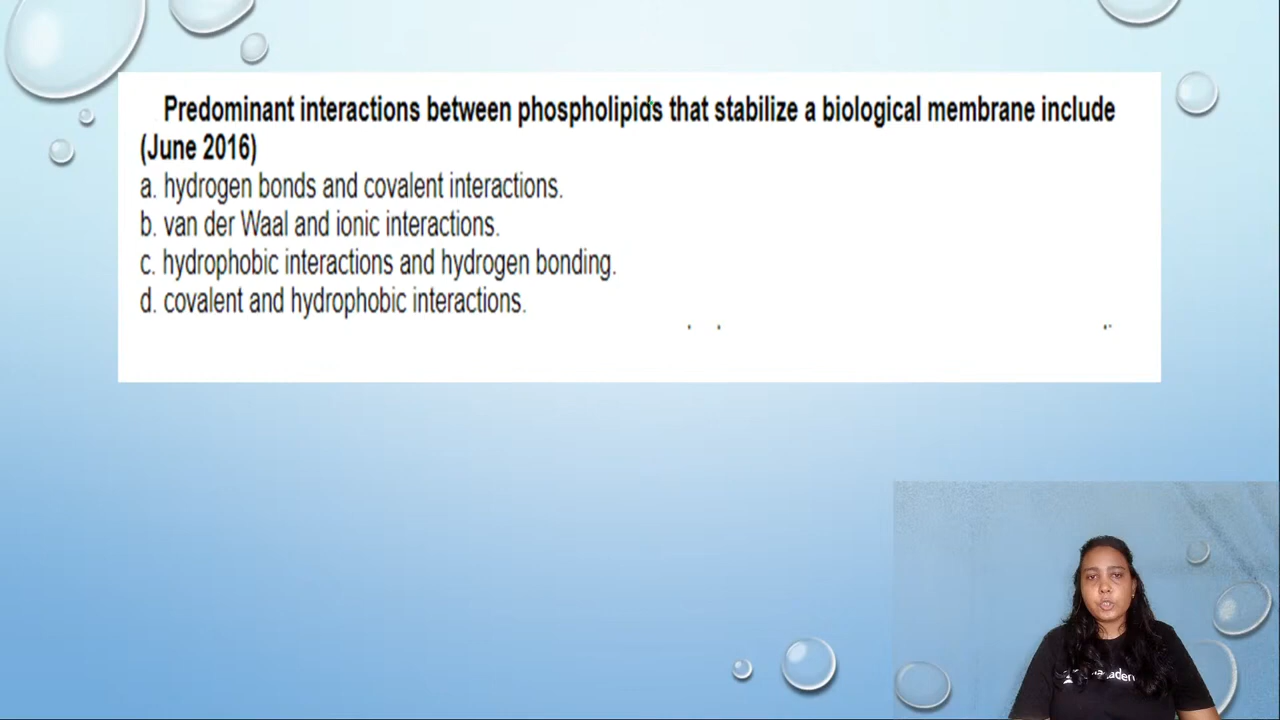 Predominant interactions between phospholipids that stabilize a biological membrane include
(June 2016)
a. hydrogen bonds and covalent interactions.
b. van der Waal and ionic interactions.
c. hydrophobic interactions and hydrogen bonding.
d. covalent and hydrophobic interactions.